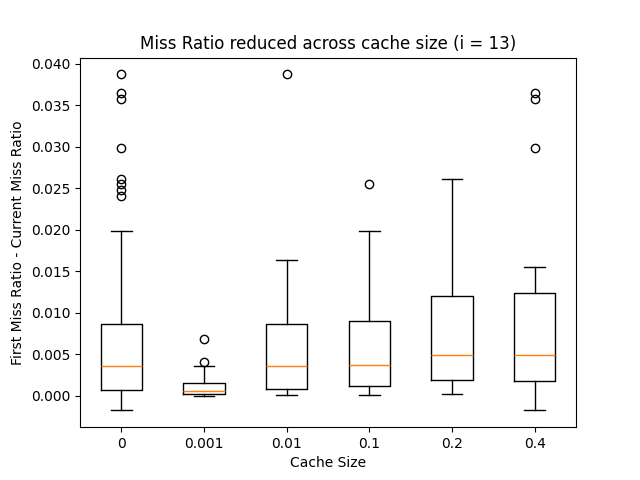 Miss Ratio reduced across cache size (i = 13)
First Miss Ratio - Current Miss Ratio
0.040
0.035
0.030
0.025
0.020
0.015
0.010
0.005
0.000
0 0.001 0.01 0.1 0.2 0.4
Cache Size